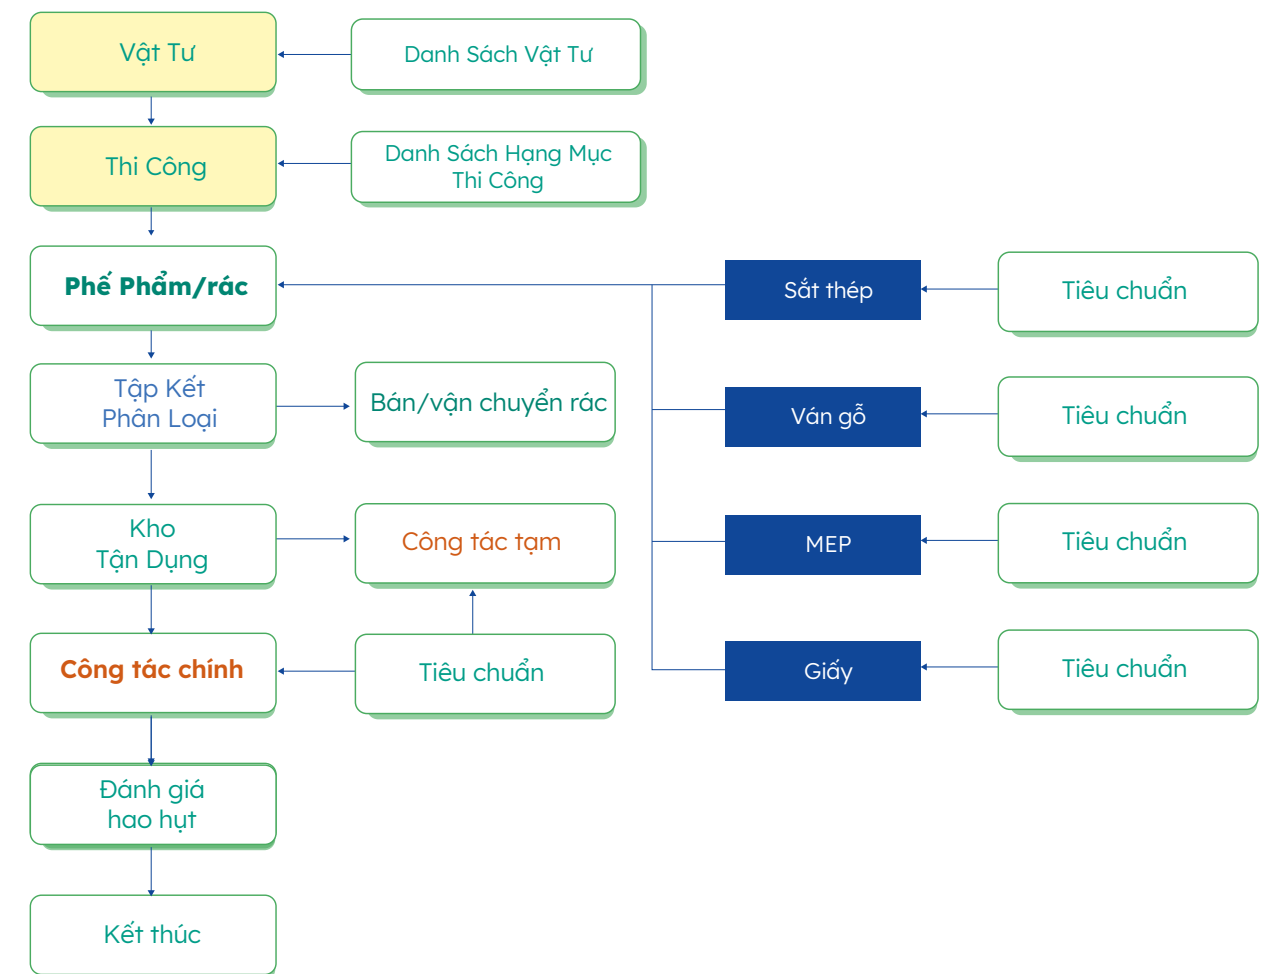 Vật Tư
Danh Sách Vật Tư
Thi Công
Danh Sách Hạng Mục
Thi Công
Phế Phẩm/rác
Sắt thép
Tiêu chuẩn
Tập Kết
Phân Loại
Bán/vận chuyển rác
Ván gỗ
Tiêu chuẩn
Kho
Tận Dụng
Công tác tạm
MEP
Tiêu chuẩn
Công tác chính
Tiêu chuẩn
Giấy
Tiêu chuẩn
Đánh giá
hao hụt
Kết thúc